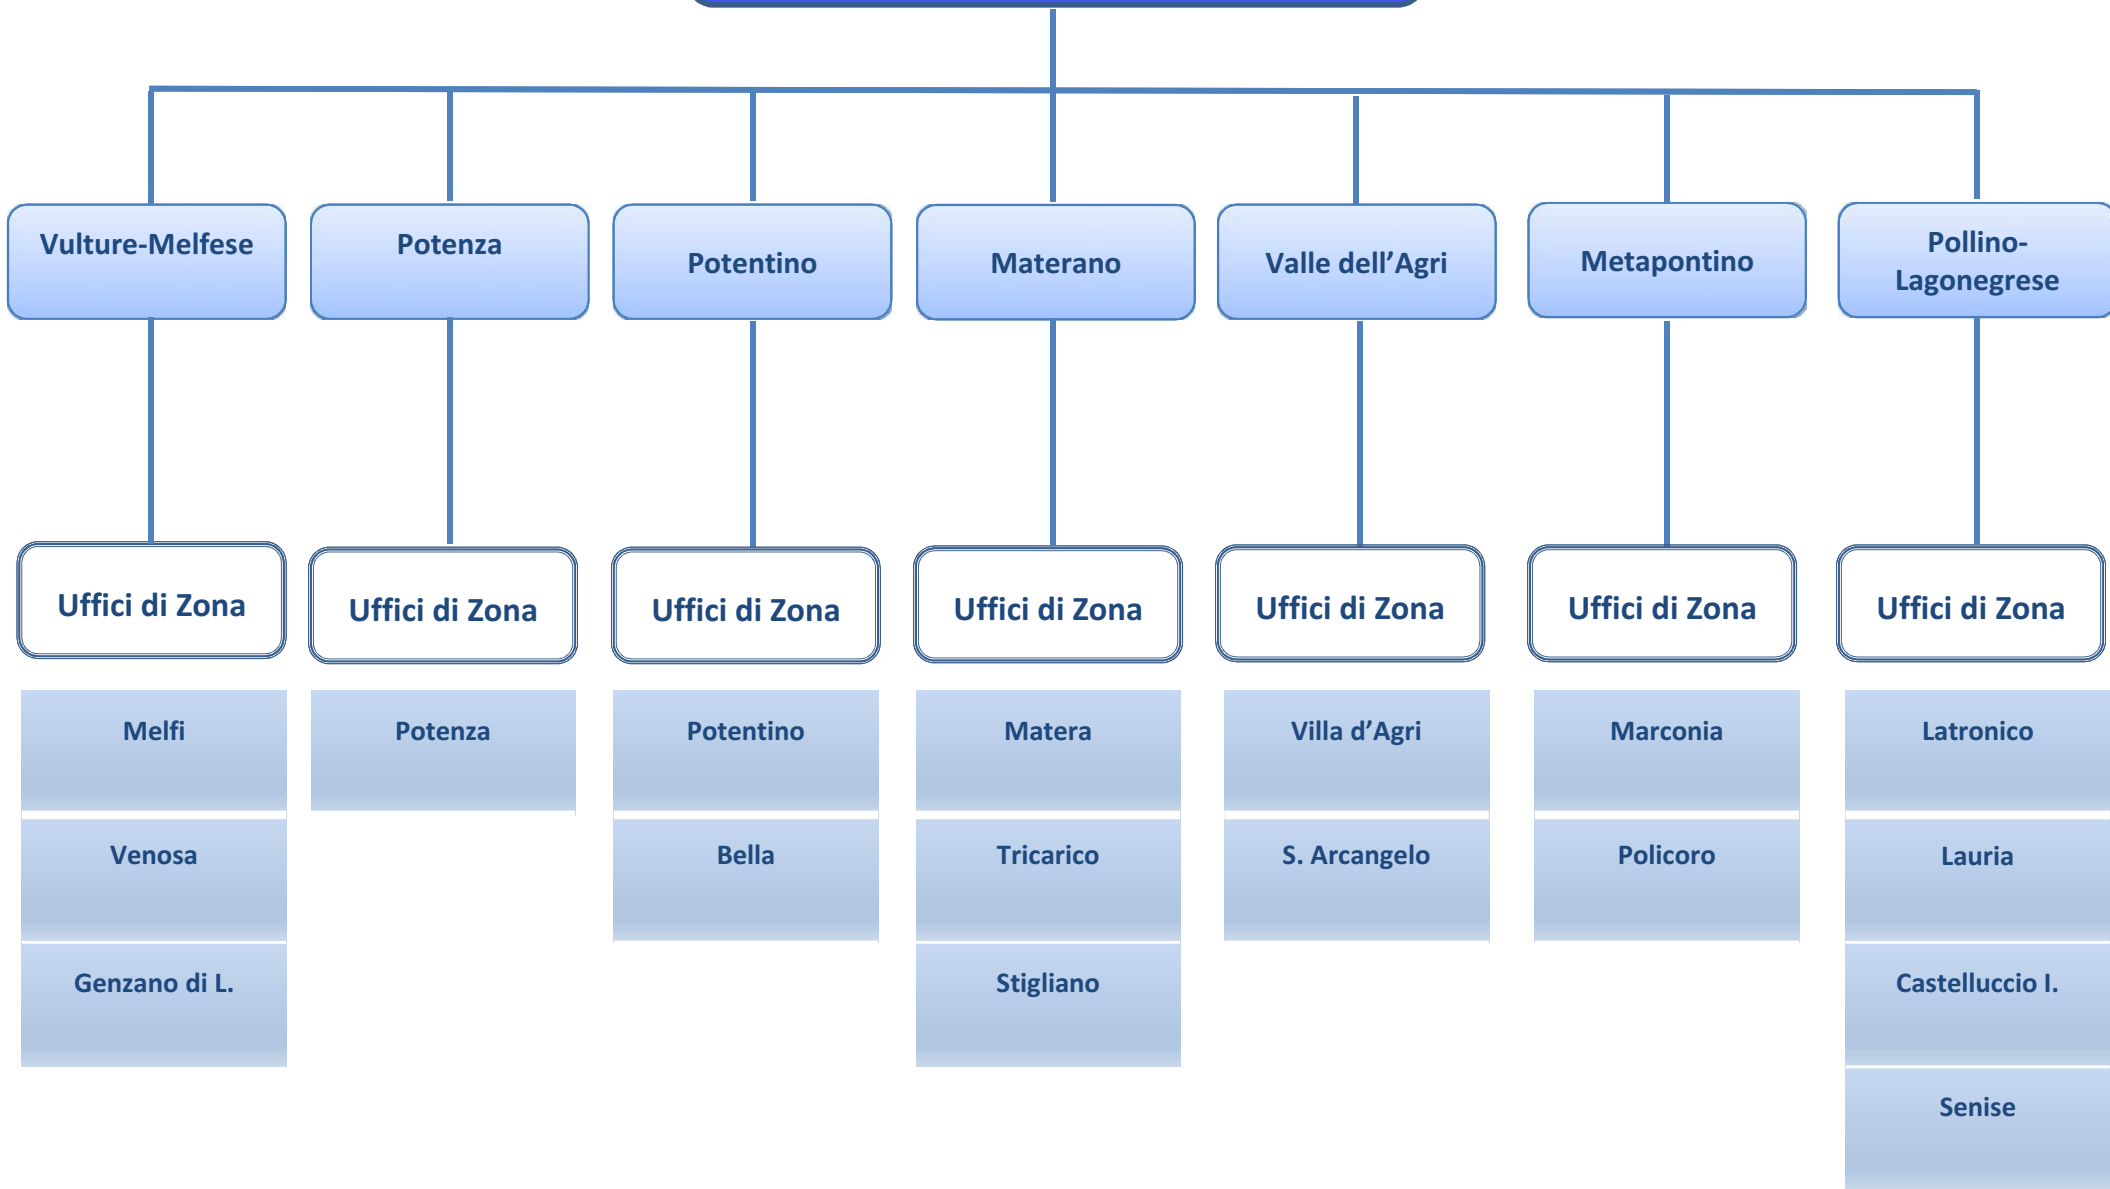 Vulture-Melfese
Potenza
Potentino
Materano
Valle dell’Agri
Metapontino
Pollino-
Lagonegrese
Uffici di Zona
Uffici di Zona
Uffici di Zona
Uffici di Zona
Uffici di Zona
Uffici di Zona
Uffici di Zona
Melfi
Potenza
Potentino
Matera
Villa d’Agri
Marconia
Latronico
Venosa
Bella
Tricarico
S. Arcangelo
Policoro
Lauria
Genzano di L.
Stigliano
Castelluccio I.
Senise